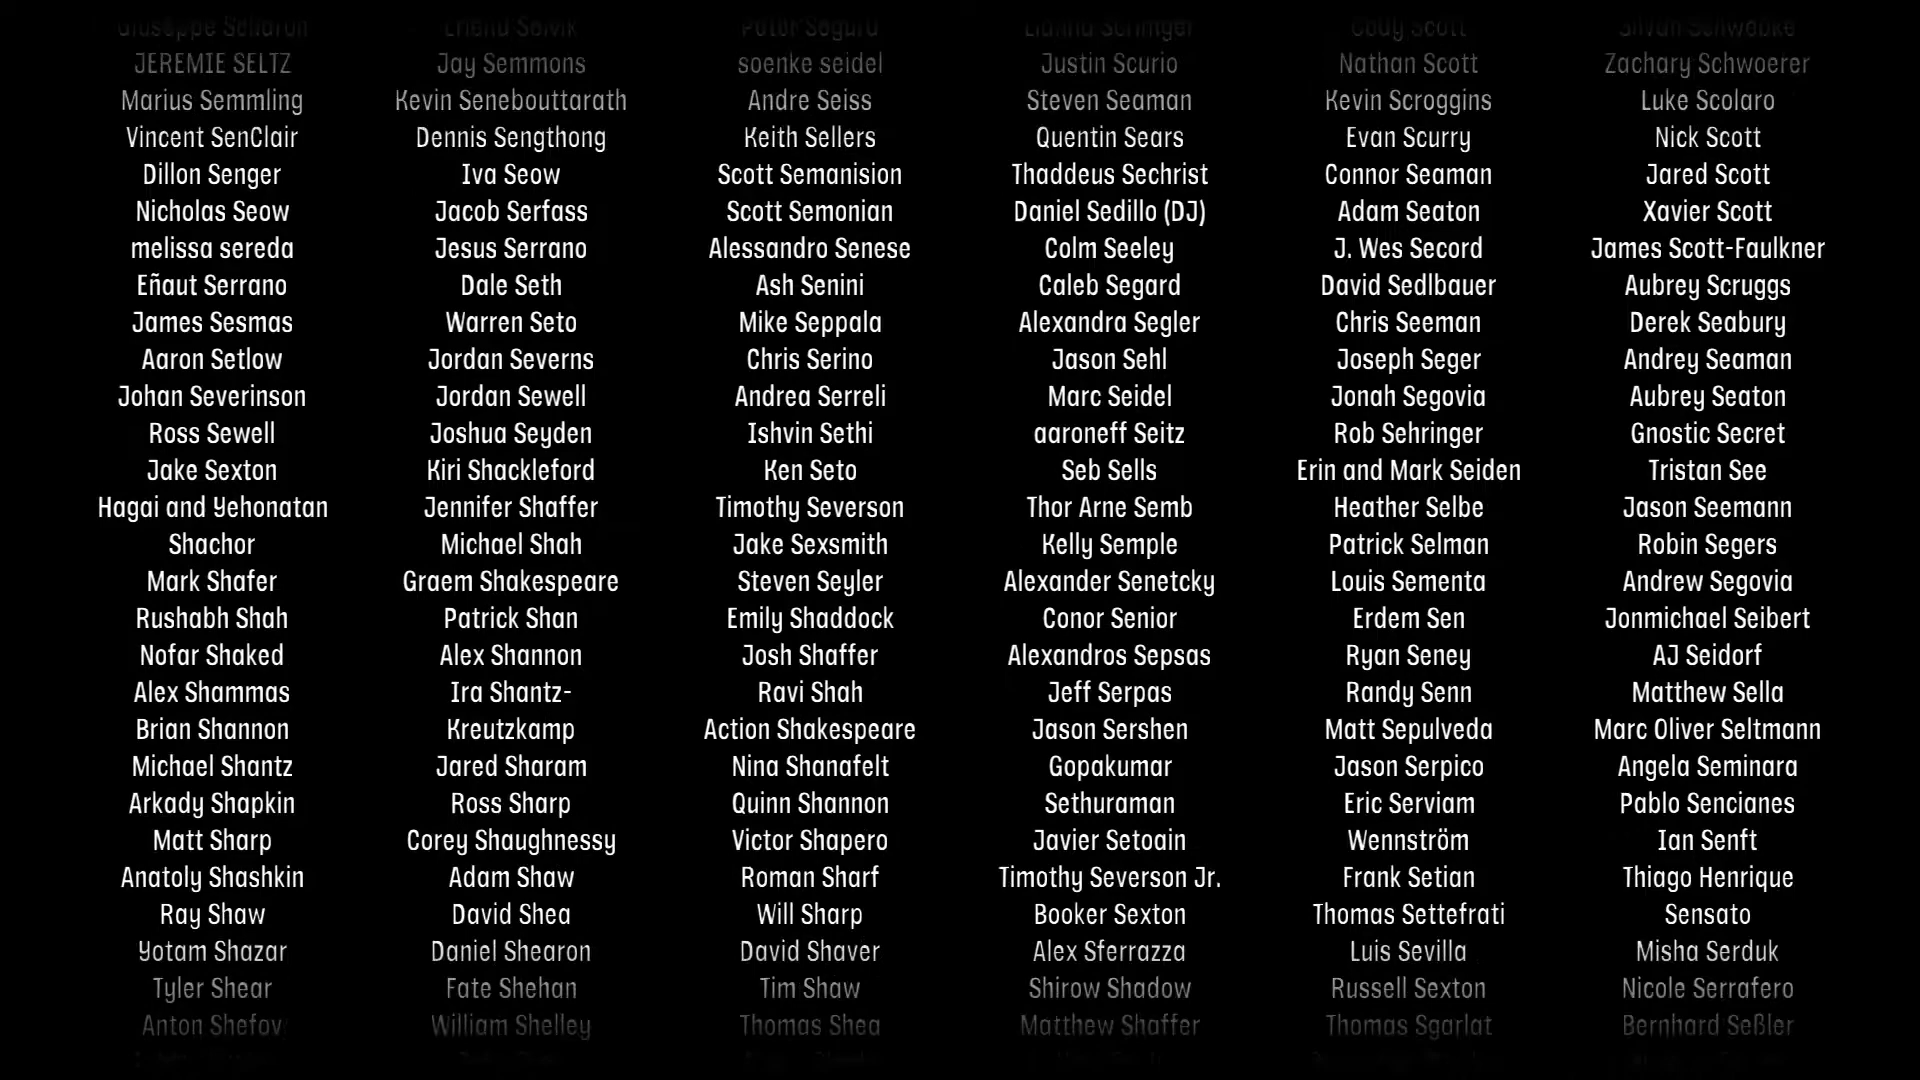 JEREMIE SELTZ
Marius Semmling
Vincent SenClair
Dillon Senger
Nicholas Seow
melissa sereda
Eñaut Serrano
James Sesmas
Aaron Setlow
Johan Severinson
Ross Sewell
Jake Sexton
Hagai and Yehonatan
Shachor
Mark Shafer
Rushabh Shah
Nofar Shaked
Alex Shammas
Brian Shannon
Michael Shantz
Arkady Shapkin
Matt Sharp
Anatoly Shashkin
Ray Shaw
Yotam Shazar
Tyler Shear
Anton Shefov
Jay Semmons
Kevin Senebouttarath
Dennis Sengthong
Iva Seow
Jacob Serfass
Jesus Serrano
Dale Seth
Warren Seto
Jordan Severns
Jordan Sewell
Joshua Seyden
Kiri Shackleford
Jennifer Shaffer
Michael Shah
Graem Shakespeare
Patrick Shan
Alex Shannon
Ira Shantz-
Kreutzkamp
Jared Sharam
Ross Sharp
Corey Shaughnessy
Adam Shaw
David Shea
Daniel Shearon
Fate Shehan
William Shelley
soenke seidel
Andre Seiss
Keith Sellers
Scott Semanision
Scott Semonian
Alessandro Senese
Ash Senini
Mike Seppala
Chris Serino
Andrea Serreli
Ishvin Sethi
Ken Seto
Timothy Severson
Jake Sexsmith
Steven Seyler
Emily Shaddock
Josh Shaffer
Ravi Shah
Action Shakespeare
Nina Shanafelt
Quinn Shannon
Victor Shapero
Roman Sharf
Will Sharp
David Shaver
Tim Shaw
Thomas Shea
Justin Scurio
Steven Seaman
Quentin Sears
Thaddeus Sechrist
Daniel Sedillo (DJ)
Colm Seeley
Caleb Segard
Alexandra Segler
Jason Sehl
Marc Seidel
aaroneff Seitz
Seb Sells
Thor Arne Semb
Kelly Semple
Alexander Senetcky
Conor Senior
Alexandros Sepsas
Jeff Serpas
Jason Sershen
Gopakumar
Sethuraman
Javier Setoain
Timothy Severson Jr.
Booker Sexton
Alex Sferrazza
Shirow Shadow
Matthew Shaffer
Cody Scott
Nathan Scott
Kevin Scroggins
Evan Scurry
Connor Seaman
Adam Seaton
J. Wes Secord
David Sedlbauer
Chris Seeman
Joseph Seger
Jonah Segovia
Rob Sehringer
Erin and Mark Seiden
Heather Selbe
Patrick Selman
Louis Sementa
Erdem Sen
Ryan Seney
Randy Senn
Matt Sepulveda
Jason Serpico
Eric Serviam
Wennström
Frank Setian
Thomas Settefrati
Luis Sevilla
Russell Sexton
Thomas Sgarlat
Zachary Schwoerer
Luke Scolaro
Nick Scott
Jared Scott
Xavier Scott
James Scott-Faulkner
Aubrey Scruggs
Derek Seabury
Andrey Seaman
Aubrey Seaton
Gnostic Secret
Tristan See
Jason Seemann
Robin Segers
Andrew Segovia
Jonmichael Seibert
AJ Seidorf
Matthew Sella
Marc Oliver Seltmann
Angela Seminara
Pablo Sencianes
Ian Senft
Thiago Henrique
Sensato
Misha Serduk
Nicole Serrafero
Bernhard Seßler